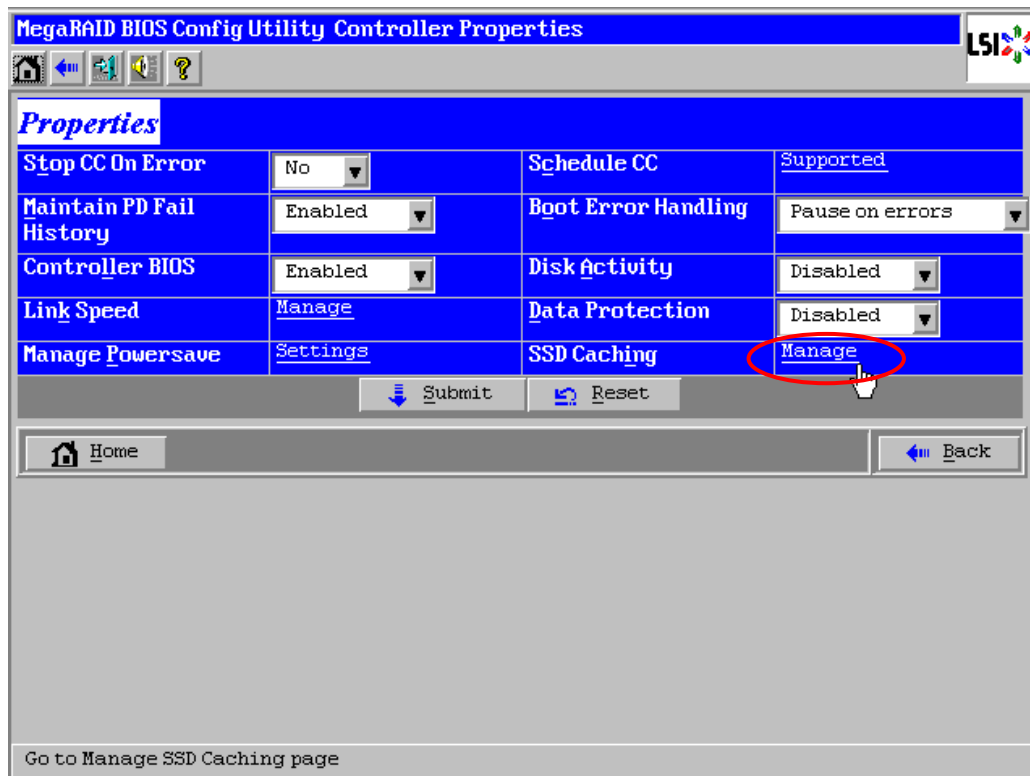 MegaRAID BIOS Config Utility Controller Properties
LSI
Properties
Stop CC On Error No Schedule CC Supported
Maintain PD Fail History Enabled Boot Error Handling Pause on errors
Controller BIOS Enabled Disk Activity Disabled
Link Speed Manage Data Protection Disabled
Manage Powersave Settings SSD Caching Manage
Submit Reset
Home Back
Go to Manage SSD Caching page